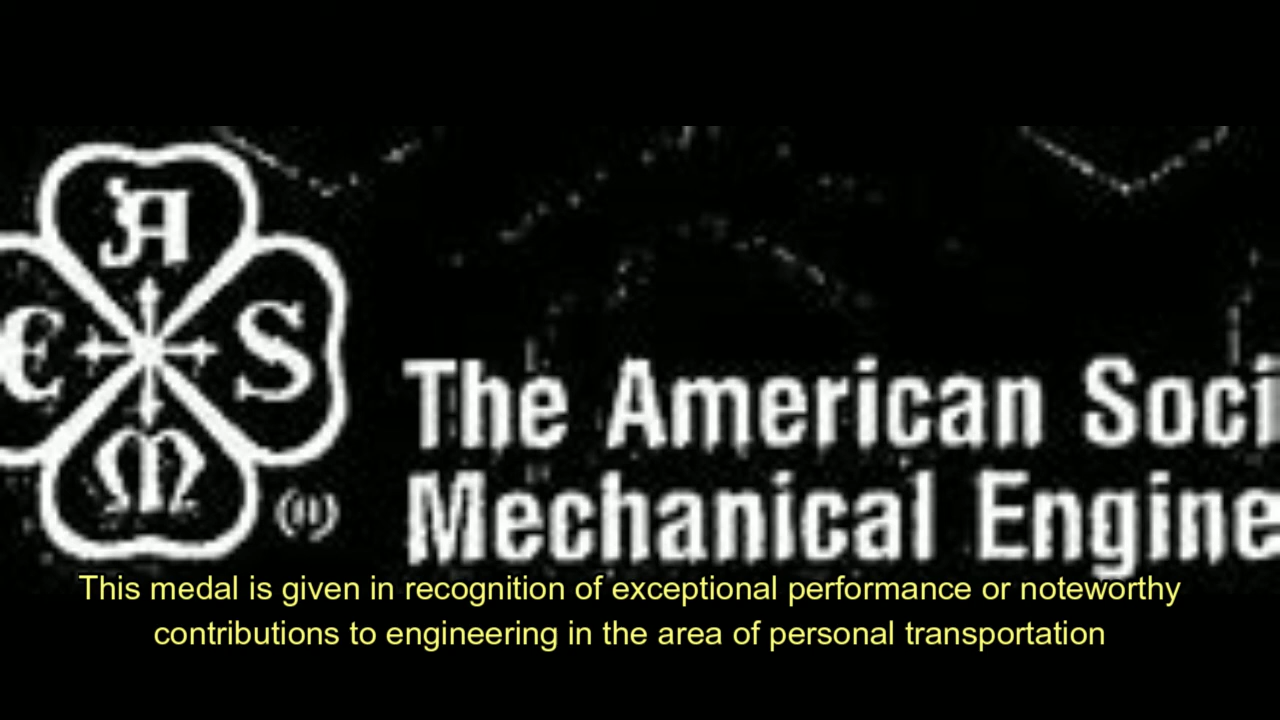 A
E S
M
(R)
The American Soci
Mechanical Engine
This medal is given in recognition of exceptional performance or noteworthy
contributions to engineering in the area of personal transportation